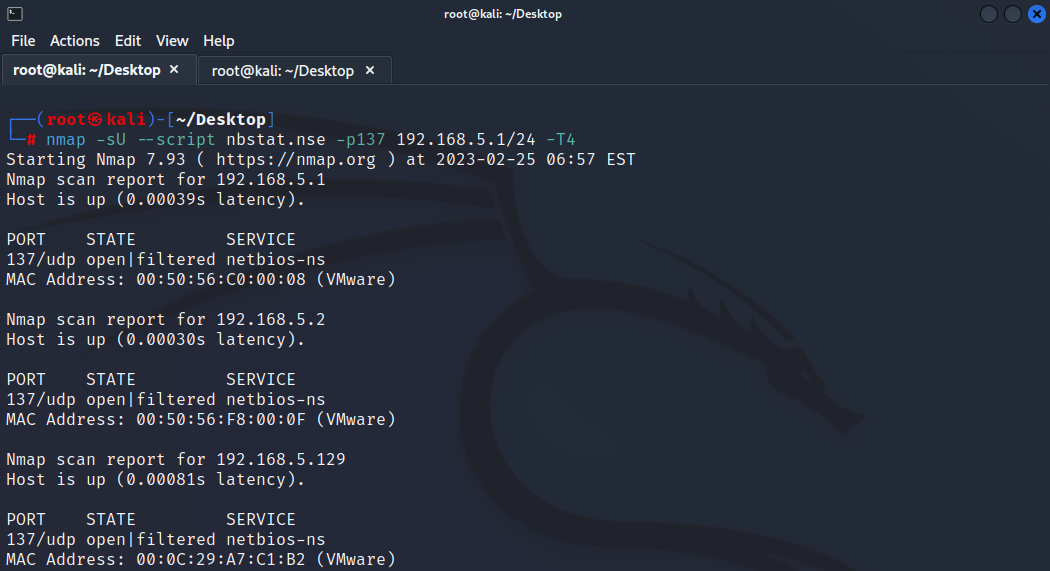 root@kali: ~/Desktop
File Actions Edit View Help
root@kali: ~/Desktop × root@kali: ~/Desktop ×
┌──(root㉿kali)-[~/Desktop]
└─# nmap -sU --script nbstat.nse -p137 192.168.5.1/24 -T4
Starting Nmap 7.93 ( https://nmap.org ) at 2023-02-25 06:57 EST
Nmap scan report for 192.168.5.1
Host is up (0.00039s latency).
PORT    STATE         SERVICE
137/udp open|filtered netbios-ns
MAC Address: 00:50:56:C0:00:08 (VMware)
Nmap scan report for 192.168.5.2
Host is up (0.00030s latency).
PORT    STATE         SERVICE
137/udp open|filtered netbios-ns
MAC Address: 00:50:56:F8:00:0F (VMware)
Nmap scan report for 192.168.5.129
Host is up (0.00081s latency).
PORT    STATE         SERVICE
137/udp open|filtered netbios-ns
MAC Address: 00:0C:29:A7:C1:B2 (VMware)